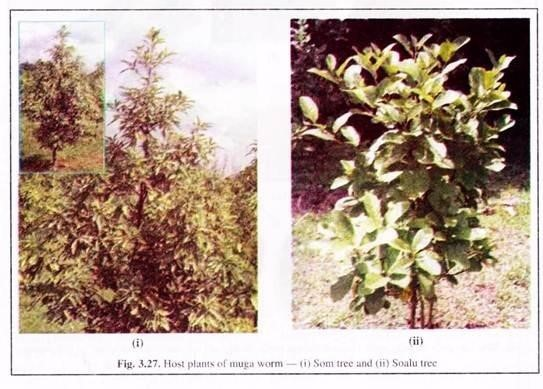 (i)
(ii)
Fig. 3.27. Host plants of muga worm — (i) Som tree and (ii) Soalu tree